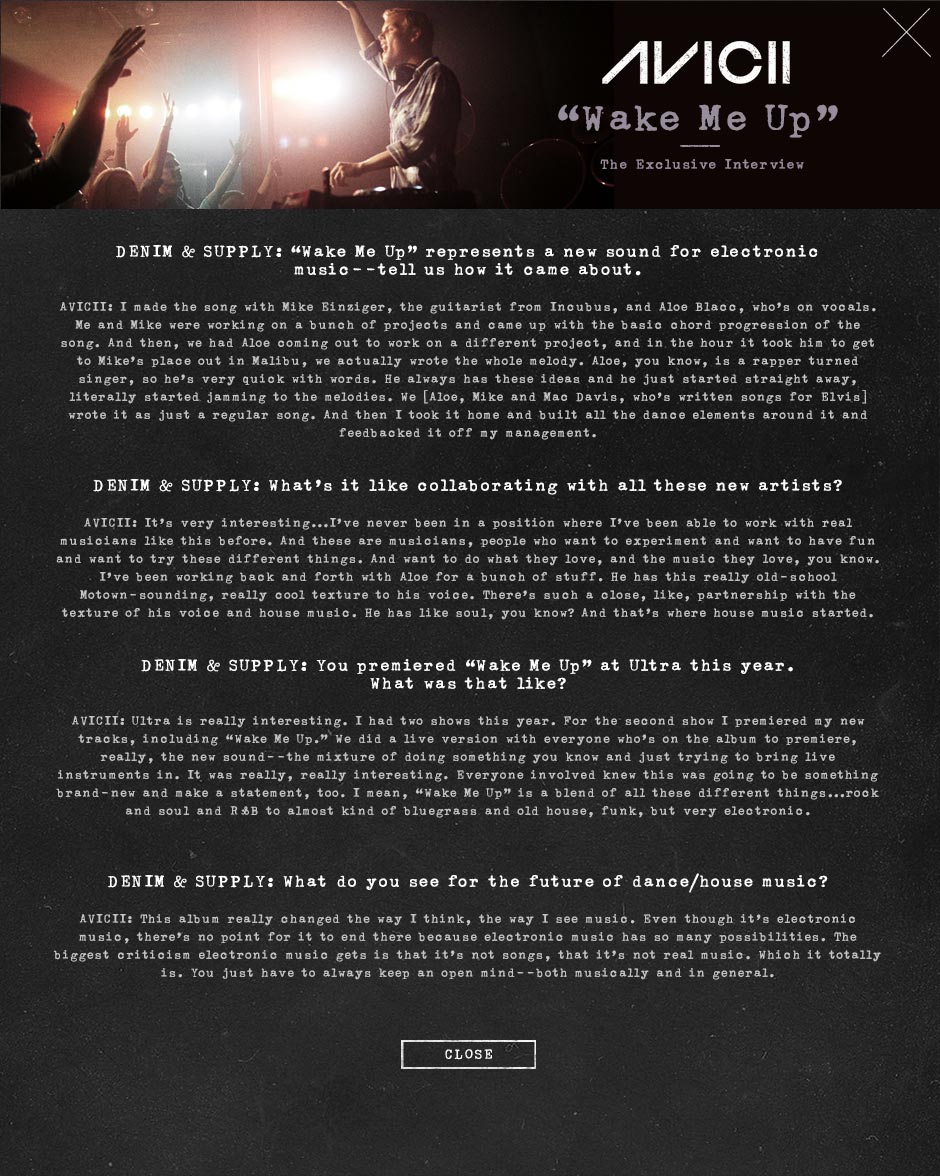 AVICII
“Wake Me Up”
The Exclusive Interview
DENIM & SUPPLY: “Wake Me Up” represents a new sound for electronic
music--tell us how it came about.
AVICII: I made the song with Mike Einziger, the guitarist from Incubus, and Aloe Blacc, who’s on vocals.
Me and Mike were working on a bunch of projects and came up with the basic chord progression of the
song. And then, we had Aloe coming out to work on a different project, and in the hour it took him to get
to Mike’s place out in Malibu, we actually wrote the whole melody. Aloe, you know, is a rapper turned
singer, so he’s very quick with words. He always has these ideas and he just started straight away,
literally started jamming to the melodies. We [Aloe, Mike and Mac Davis, who’s written songs for Elvis]
wrote it as just a regular song. And then I took it home and built all the dance elements around it and
feedbacked it off my management.
DENIM & SUPPLY: What’s it like collaborating with all these new artists?
AVICII: It’s very interesting...I’ve never been in a position where I’ve been able to work with real
musicians like this before. And these are musicians, people who want to experiment and want to have fun
and want to try these different things. And want to do what they love, and the music they love, you know.
I’ve been working back and forth with Aloe for a bunch of stuff. He has this really old-school
Motown-sounding, really cool texture to his voice. There’s such a close, like, partnership with the
texture of his voice and house music. He has like soul, you know? And that’s where house music started.
DENIM & SUPPLY: You premiered “Wake Me Up” at Ultra this year.
What was that like?
AVICII: Ultra is really interesting. I had two shows this year. For the second show I premiered my new
tracks, including “Wake Me Up.” We did a live version with everyone who’s on the album to premiere,
really, the new sound--the mixture of doing something you know and just trying to bring live
instruments in. It was really, really interesting. Everyone involved knew this was going to be something
brand-new and make a statement, too. I mean, “Wake Me Up” is a blend of all these different things...rock
and soul and R&B to almost kind of bluegrass and old house, funk, but very electronic.
DENIM & SUPPLY: What do you see for the future of dance/house music?
AVICII: This album really changed the way I think, the way I see music. Even though it’s electronic
music, there’s no point for it to end there because electronic music has so many possibilities. The
biggest criticism electronic music gets is that it’s not songs, that it’s not real music. Which it totally
is. You just have to always keep an open mind--both musically and in general.
CLOSE